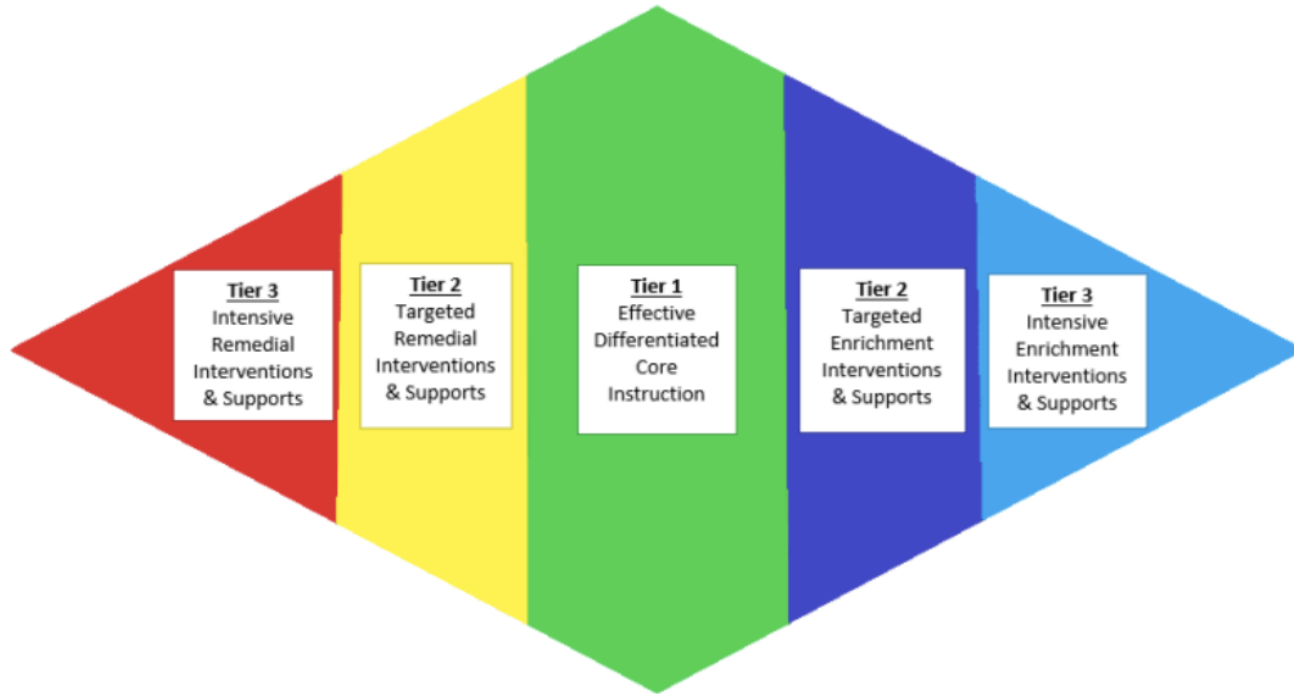 Tier 3
Intensive
Remedial
Interventions
& Supports
Tier 2
Targeted
Remedial
Interventions
& Supports
Tier 1
Effective
Differentiated
Core
Instruction
Tier 2
Targeted
Enrichment
Interventions
& Supports
Tier 3
Intensive
Enrichment
Interventions
& Supports